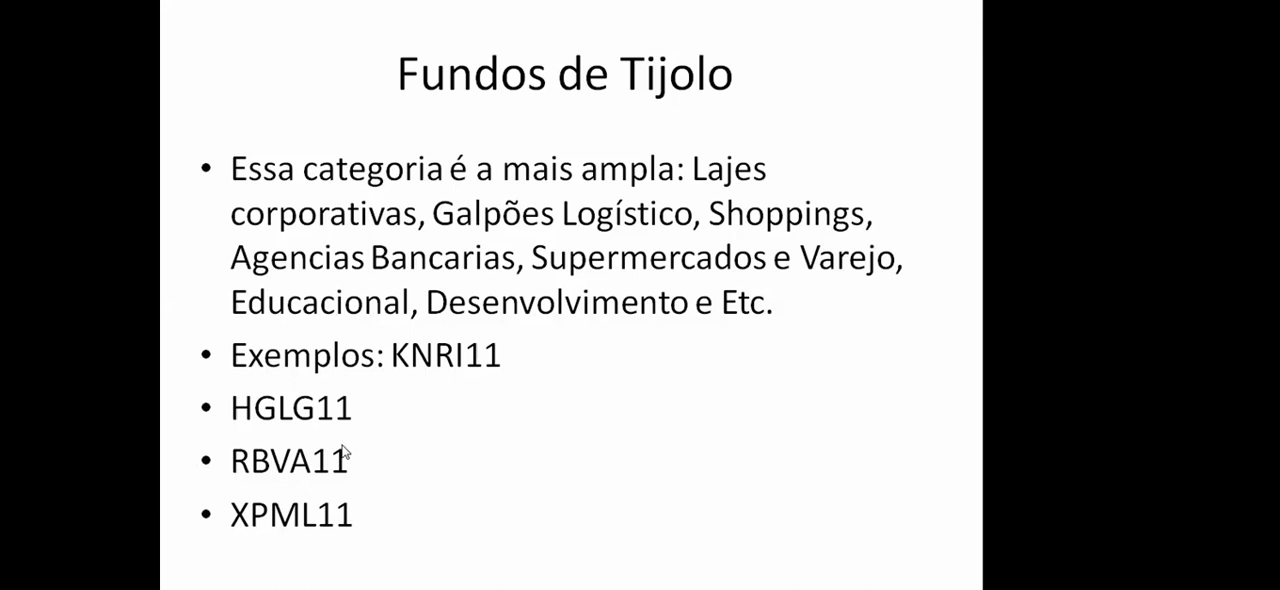 Fundos de Tijolo
• Essa categoria é a mais ampla: Lajes
corporativas, Galpões Logístico, Shoppings,
Agencias Bancarias, Supermercados e Varejo,
Educacional, Desenvolvimento e Etc.
• Exemplos: KNRI11
• HGLG11
• RBVA11
• XPML11